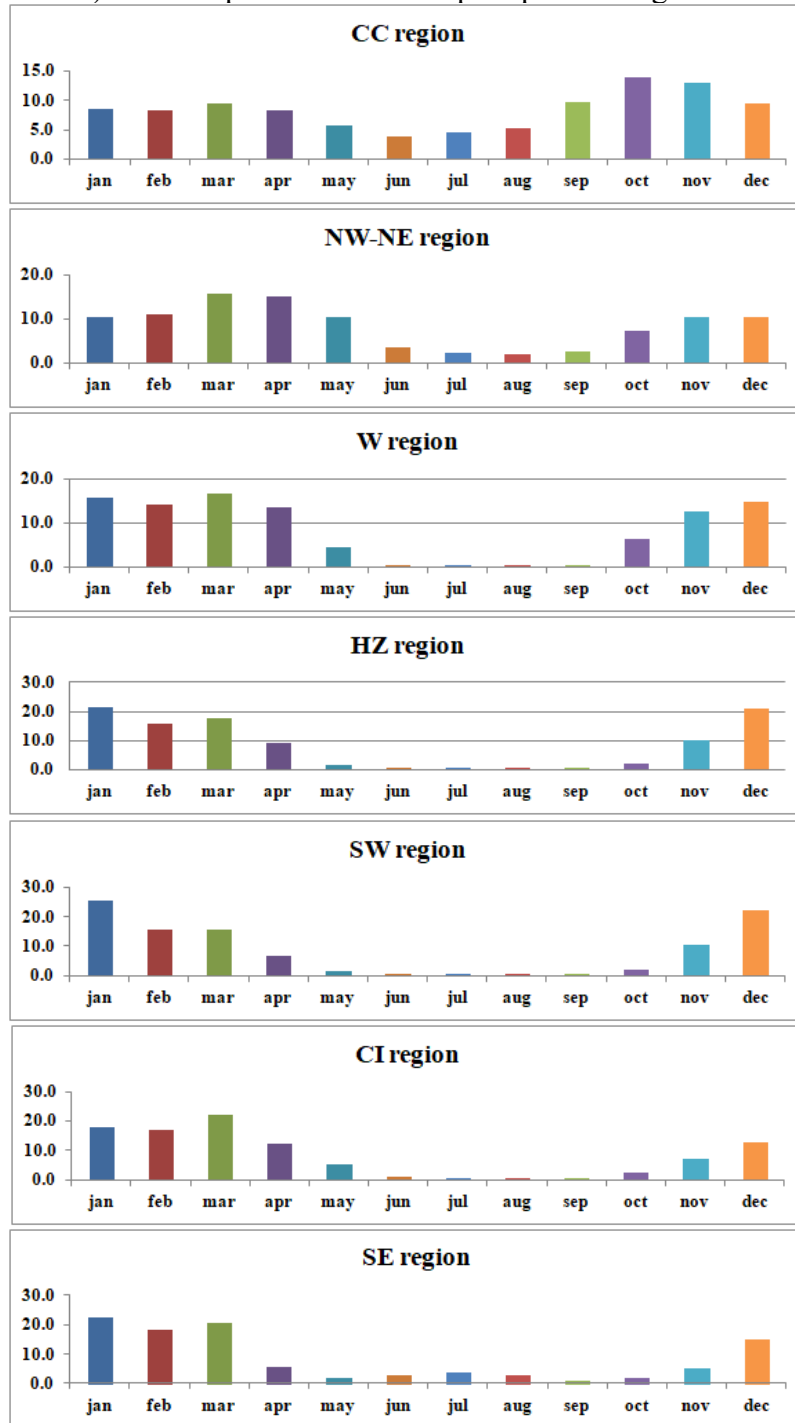 CC region
15.0
10.0
5.0
0.0
jan feb mar apr may jun jul aug sep oct nov dec
NW-NE region
20.0
10.0
0.0
jan feb mar apr may jun jul aug sep oct nov dec
W region
20.0
10.0
0.0
jan feb mar apr may jun jul aug sep oct nov dec
HZ region
30.0
20.0
10.0
0.0
jan feb mar apr may jun jul aug sep oct nov dec
SW region
30.0
20.0
10.0
0.0
jan feb mar apr may jun jul aug sep oct nov dec
CI region
30.0
20.0
10.0
0.0
jan feb mar apr may jun jul aug sep oct nov dec
SE region
30.0
20.0
10.0
0.0
jan feb mar apr may jun jul aug sep oct nov dec